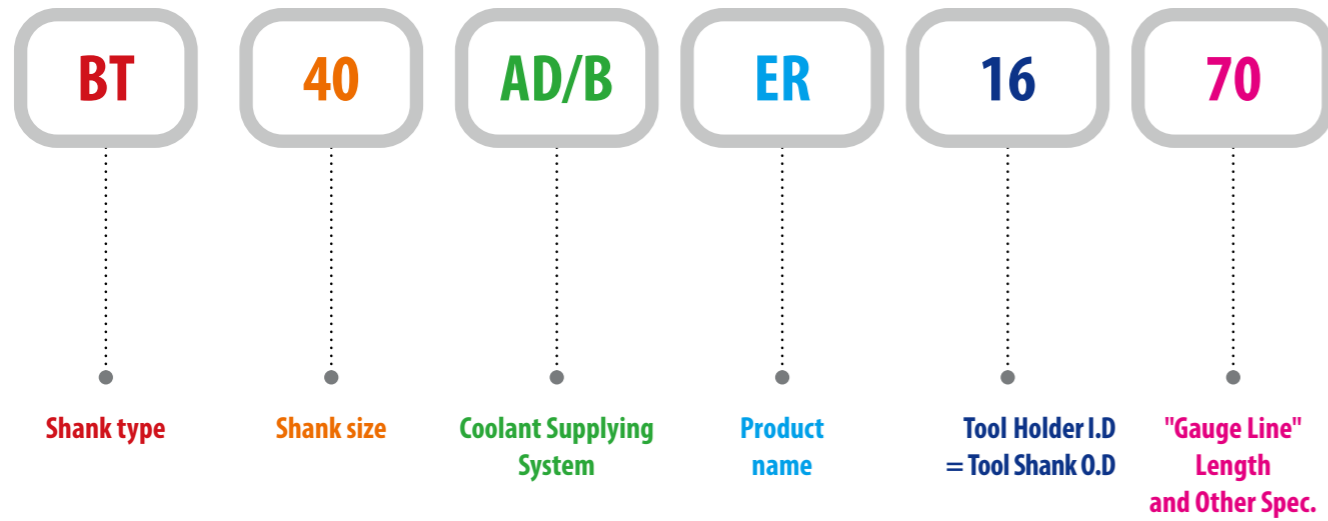 BT 40 AD/B ER 16 70
Shank type
Shank size
Coolant Supplying
System
Product
name
Tool Holder I.D
= Tool Shank O.D
"Gauge Line"
Length
and Other Spec.